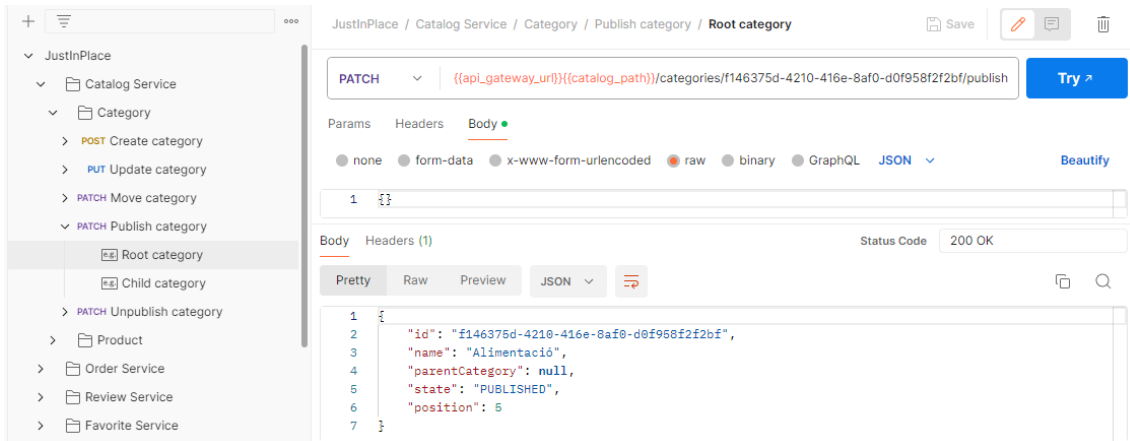 JustInPlace
Catalog Service
Category
POST Create category
PUT Update category
PATCH Move category
PATCH Publish category
e.g. Root category
e.g. Child category
PATCH Unpublish category
Product
Order Service
Review Service
Favorite Service
JustInPlace / Catalog Service / Category / Publish category / Root category
Save
PATCH {{api_gateway_url}}{{catalog_path}}/categories/f146375d-4210-416e-8af0-d0f958f2f2bf/publish
Try
Params Headers Body
none form-data x-www-form-urlencoded raw binary GraphQL JSON Beautify
1 {}
Body Headers (1) Status Code 200 OK
Pretty Raw Preview JSON
1 {
2 "id": "f146375d-4210-416e-8af0-d0f958f2f2bf",
3 "name": "Alimentació",
4 "parentCategory": null,
5 "state": "PUBLISHED",
6 "position": 5
7 }